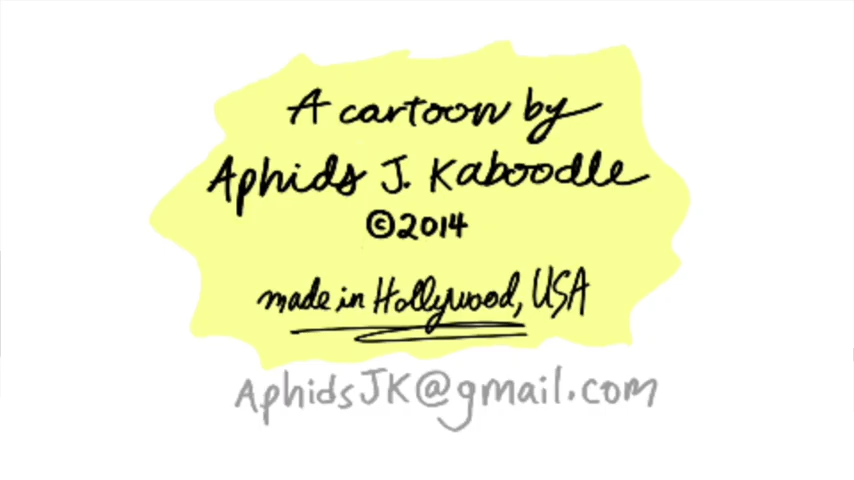 A cartoon by
Aphids J. Kaboodle
©2014
made in Hollywood, USA
AphidsJK@gmail.com